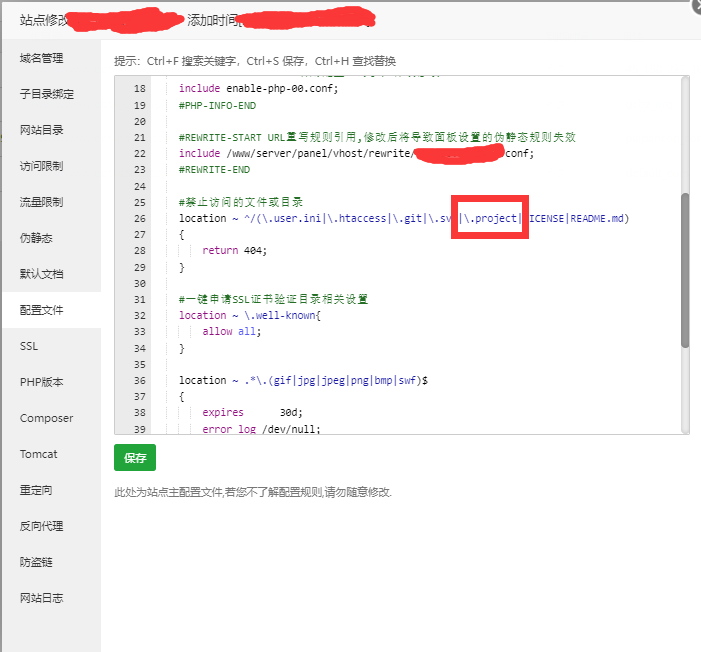 站点修改
添加时间[
域名管理
子目录绑定
网站目录
访问限制
流量限制
伪静态
默认文档
配置文件
SSL
PHP版本
Composer
Tomcat
重定向
反向代理
防盗链
网站日志
提示：Ctrl+F 搜索关键字，Ctrl+S 保存，Ctrl+H 查找替换
18 include enable-php-00.conf;
19 #PHP-INFO-END
20
21 #REWRITE-START URL重写规则引用,修改后将导致面板设置的伪静态规则失效
22 include /www/server/panel/vhost/rewrite/ conf;
23 #REWRITE-END
24
25 #禁止访问的文件或目录
26 location ~ ^/(\.user.ini|\.htaccess|\.git|\.sv |\.project| ICENSE|README.md)
27 {
28 return 404;
29 }
30
31 #一键申请SSL证书验证目录相关设置
32 location ~ \.well-known{
33 allow all;
34 }
35
36 location ~ .*\.(gif|jpg|jpeg|png|bmp|swf)$
37 {
38 expires 30d;
39 error_log /dev/null;
保存
此处为站点主配置文件,若您不了解配置规则,请勿随意修改.